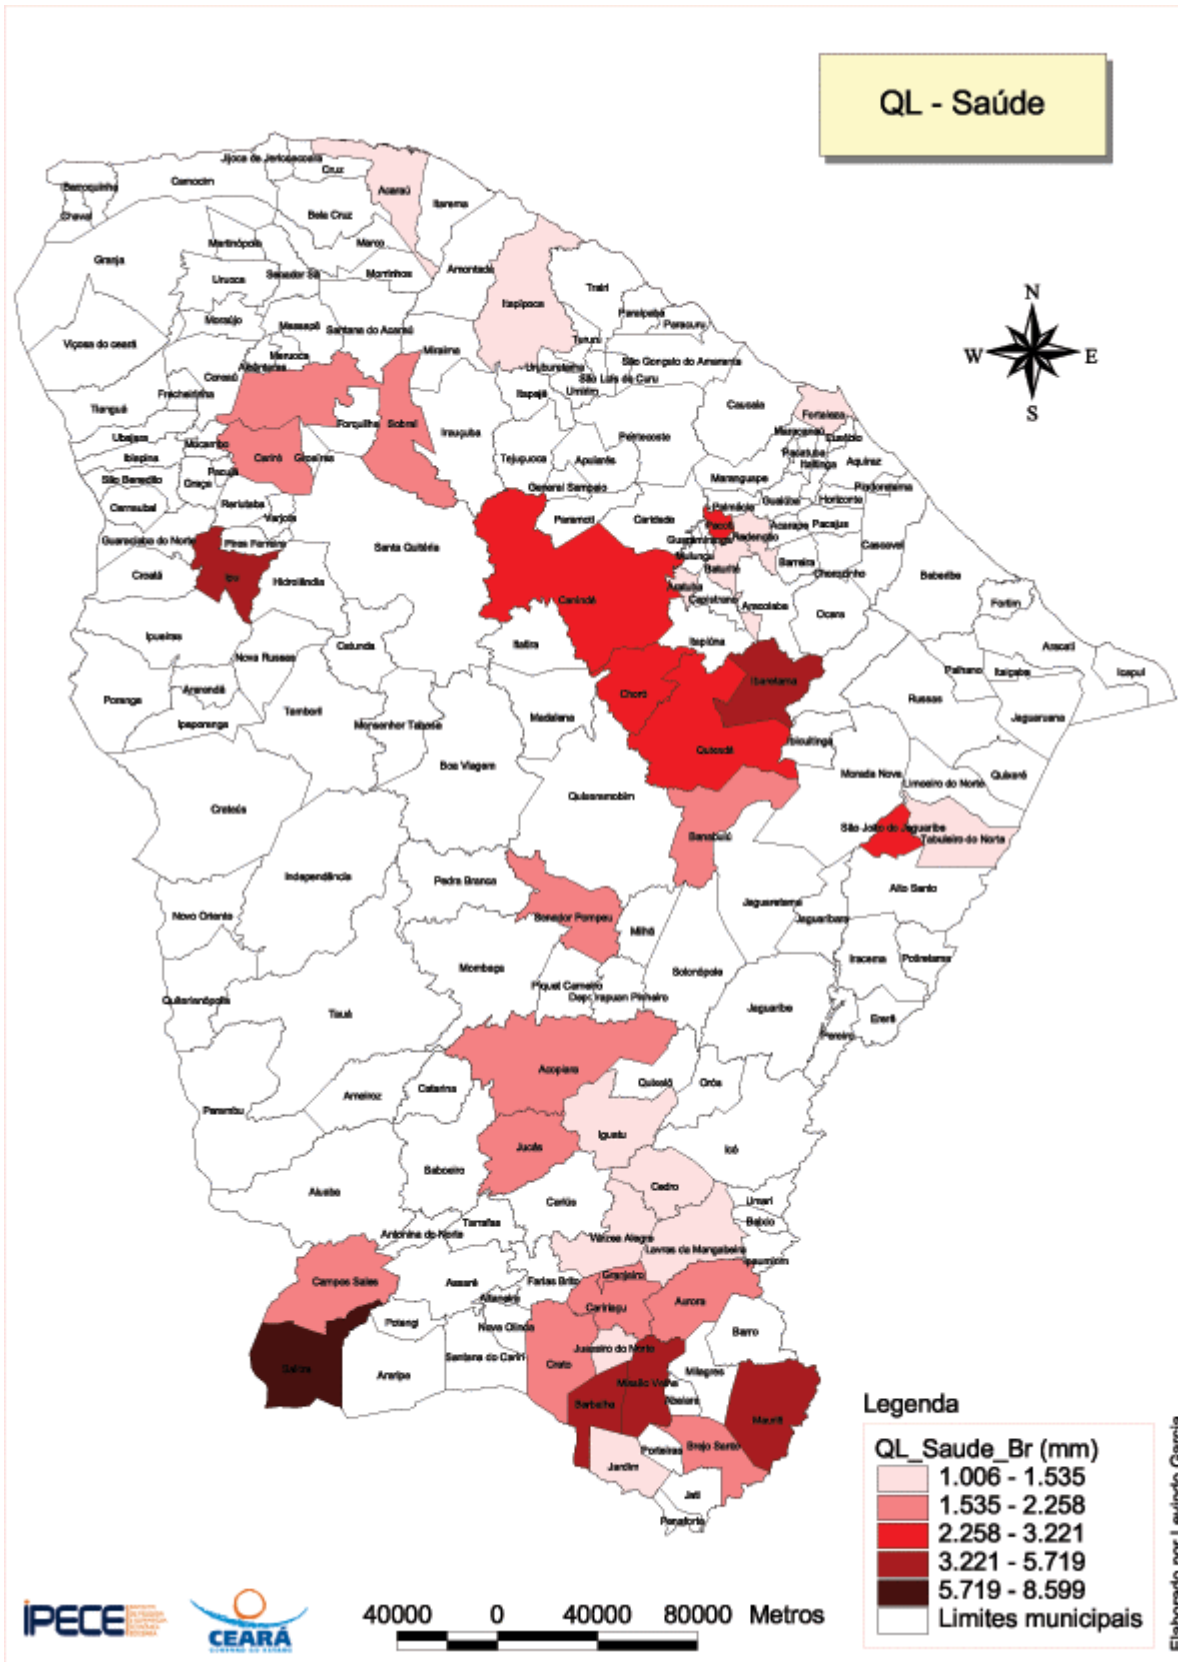 QL - Saúde
N
W E
S
Jijoca de Jericoacoara
Cruz
Barroquinha
Camocim
Acaraú
Itarema
Chaval
Bela Cruz
Martinópole
Marco
Granja
Senador Sá
Morrinhos
Amontada
Uruoca
Itapipoca
Trairi
Moraújo
Massapê
Santana do Acaraú
Paraipaba
Paracuru
Viçosa do ceará
Meruoca
Miraíma
Tururu
Alcântaras
Uruburetama
São Gonçalo do Amarante
Coreaú
São Luís do Curu
Frecheirinha
Itapajé
Umirim
Caucaia
Tianguá
Forquilha
Sobral
Irauçuba
Fortaleza
Ubajara
Mucambo
Pentecoste
Maracanaú
Eusébio
Ibiapina
Cariré
Groaíras
Tejuçuoca
Apuiarés
Pacatuba
Itaitinga
Aquiraz
São Benedito
Pacujá
Graça
General Sampaio
Maranguape
Pindoretama
Carnaubal
Reriutaba
Guaiúba
Horizonte
Varjota
Paramoti
Caridade
Palmácia
Pacoti
Acarape
Pacajus
Guaraciaba do Norte
Pires Ferreira
Santa Quitéria
Guaramiranga
Redenção
Cascavel
Mulungu
Croatá
Ipu
Hidrolândia
Baturité
Barreira
Chorozinho
Beberibe
Canindé
Aratuba
Capistrano
Aracoiaba
Ocara
Fortim
Ipueiras
Catunda
Itatira
Itapiúna
Nova Russas
Aracati
Ararendá
Ibaretama
Palhano
Itaiçaba
Icapuí
Poranga
Choró
Russas
Tamboril
Ipaporanga
Monsenhor Tabosa
Madalena
Jaguaruana
Ibicuitinga
Quixadá
Boa Viagem
Morada Nova
Limoeiro do Norte
Quixeré
Quixeramobim
Crateús
Banabuiú
São João do Jaguaribe
Tabuleiro do Norte
Independência
Pedra Branca
Alto Santo
Jaguaretama
Novo Oriente
Senador Pompeu
Milhã
Jaguaribara
Iracema
Potiretama
Mombaça
Solonópole
Quiterianópolis
Piquet Carneiro
Dep. Irapuan Pinheiro
Tauá
Jaguaribe
Ereré
Pereiro
Acopiara
Quixelô
Orós
Catarina
Arneiroz
Parambu
Iguatu
Jucás
Icó
Saboeiro
Cedro
Aiuaba
Cariús
Umari
Tarrafas
Baixio
Antonina do Norte
Várzea Alegre
Lavras da Mangabeira
Ipaumirim
Campos Sales
Assaré
Farias Brito
Granjeiro
Altaneira
Caririaçu
Aurora
Potengi
Nova Olinda
Barro
Juazeiro do Norte
Salitre
Araripe
Santana do Cariri
Crato
Missão Velha
Milagres
Abaiara
Barbalha
Mauriti
Porteiras
Brejo Santo
Jardim
Jati
Penaforte
Legenda
QL_Saude_Br (mm)
1.006 - 1.535
1.535 - 2.258
2.258 - 3.221
3.221 - 5.719
5.719 - 8.599
Limites municipais
Elaborado por Levindo Garcia
IPECE
CEARÁ
GOVERNO DO ESTADO
40000 0 40000 80000 Metros